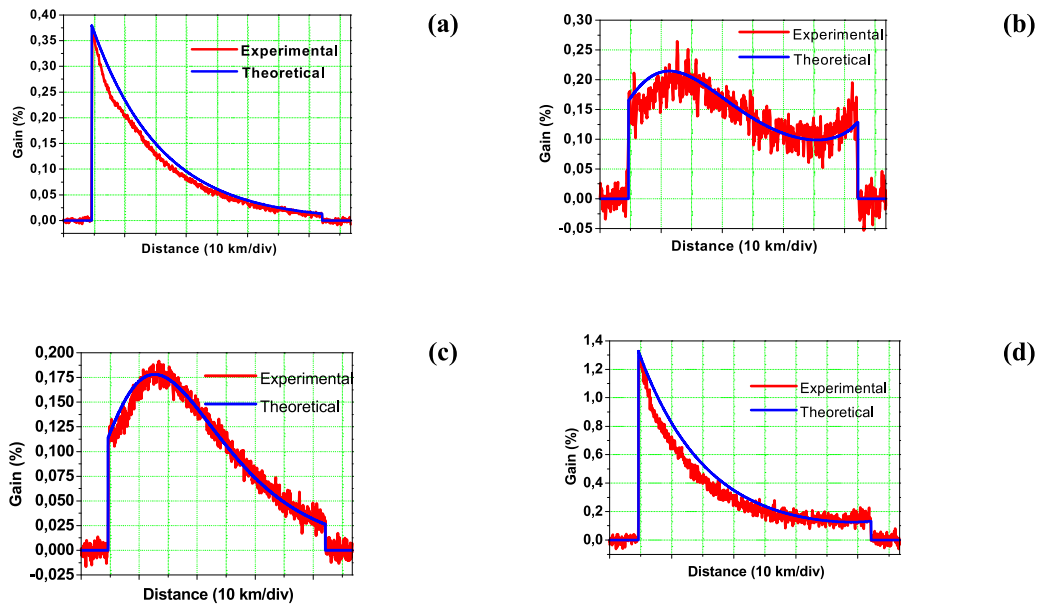 (a)
0,40
0,35
0,30
0,25
0,20
0,15
0,10
0,05
0,00
Gain (%)
Experimental
Theoretical
Distance (10 km/div)
(b)
0,30
0,25
0,20
0,15
0,10
0,05
0,00
-0,05
Gain (%)
Experimental
Theoretical
Distance (10 km/div)
(c)
0,200
0,175
0,150
0,125
0,100
0,075
0,050
0,025
0,000
-0,025
Gain (%)
Experimental
Theoretical
Distance (10 km/div)
(d)
1,4
1,2
1,0
0,8
0,6
0,4
0,2
0,0
Gain (%)
Experimental
Theoretical
Distance (10 km/div)